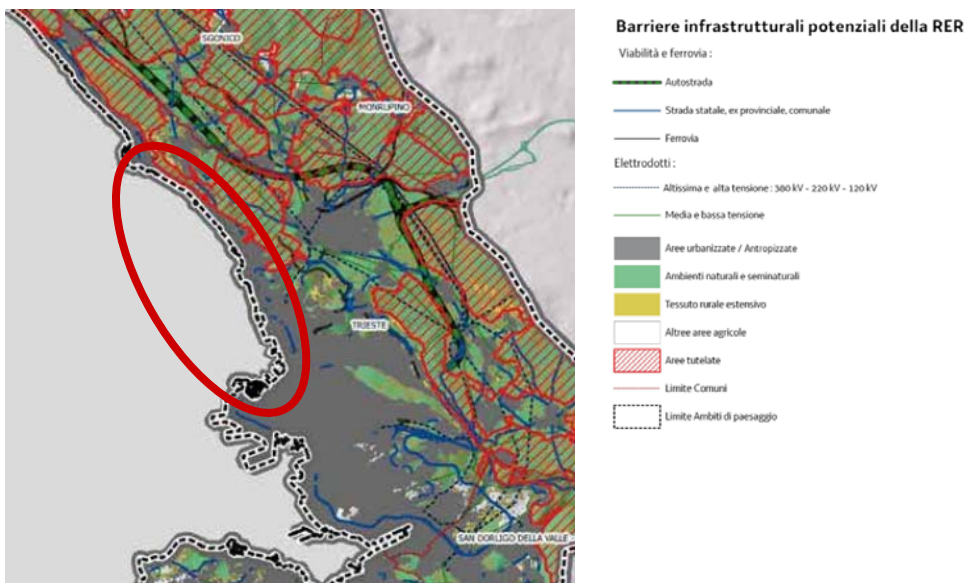 SGONICO
MONRUPINO
TRIESTE
SAN DORLIGO DELLA VALLE -
Barriere infrastrutturali potenziali della RER
Viabilità e ferrovia :
Autostrada
Strada statale, ex provinciale, comunale
Ferrovia
Elettrodotti :
Altissima e alta tensione : 380 kV - 220 kV - 120 kV
Media e bassa tensione
Aree urbanizzate / Antropizzate
Ambienti naturali e seminaturali
Tessuto rurale estensivo
Altree aree agricole
Aree tutelate
Limite Comuni
Limite Ambiti di paesaggio